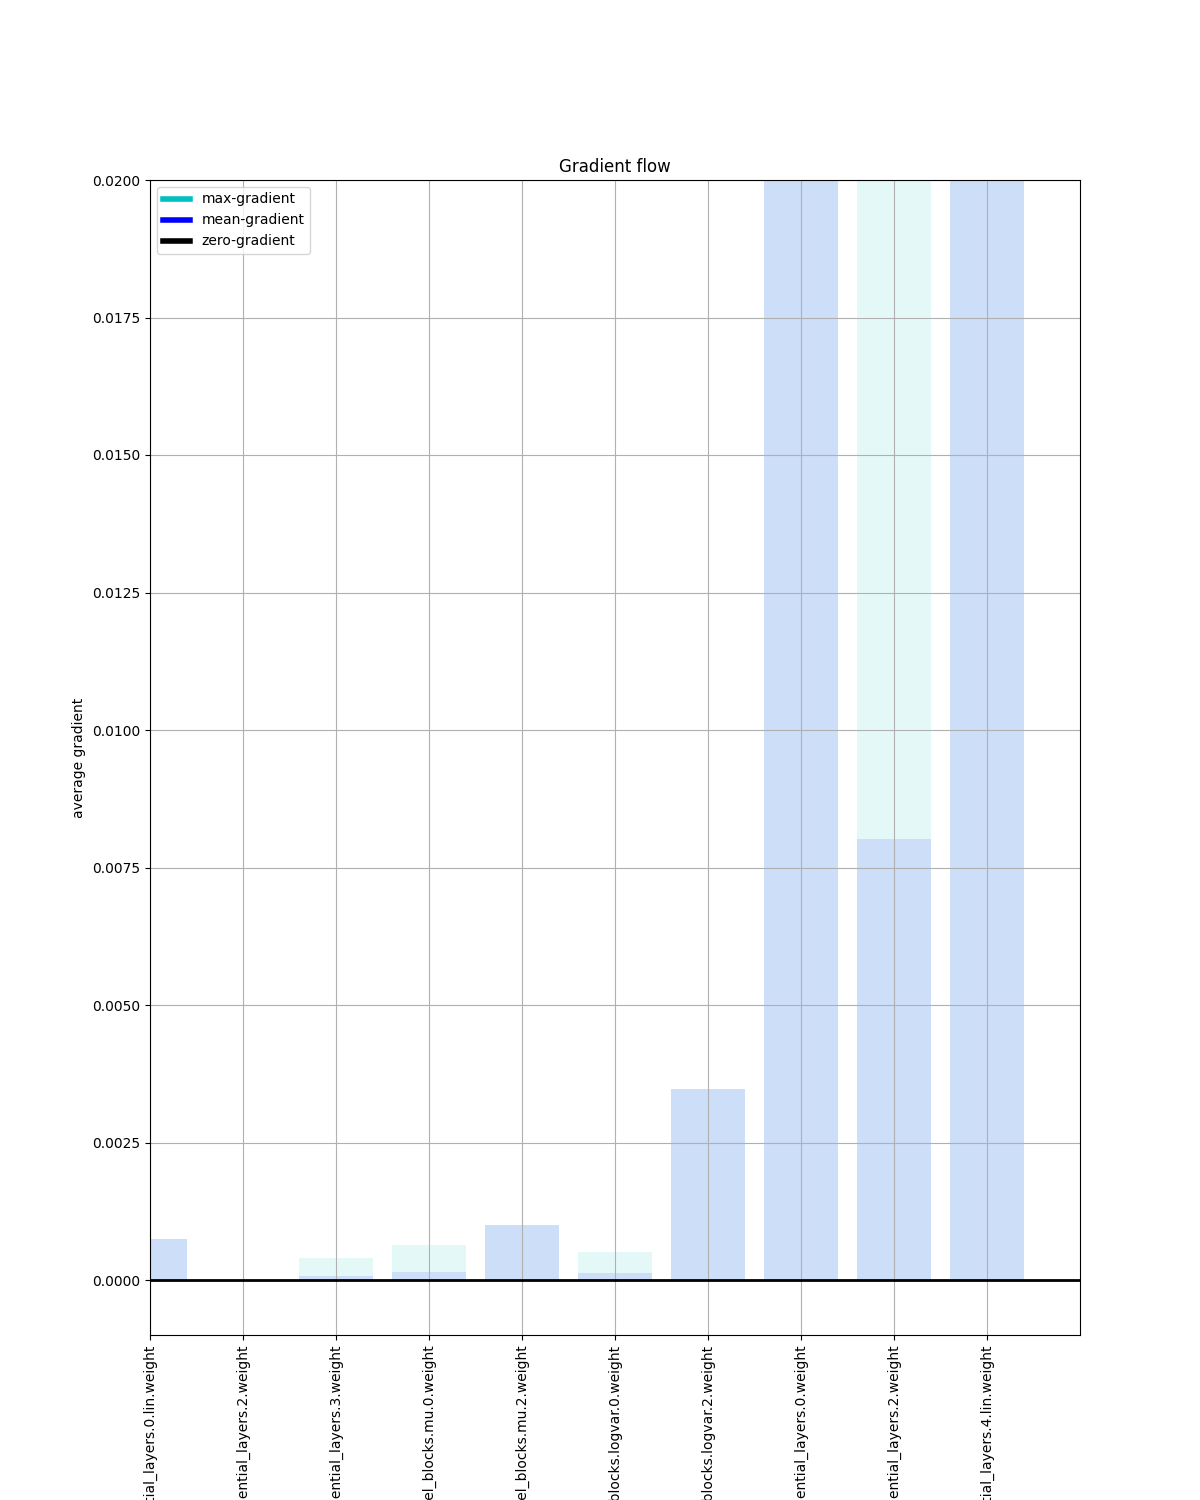 Gradient flow
max-gradient
mean-gradient
zero-gradient
0.0200
0.0175
0.0150
0.0125
0.0100
0.0075
0.0050
0.0025
0.0000
average gradient
tial_layers.0.lin.weight
ential_layers.2.weight
ential_layers.3.weight
el_blocks.mu.0.weight
el_blocks.mu.2.weight
blocks.logvar.0.weight
blocks.logvar.2.weight
ential_layers.0.weight
ential_layers.2.weight
tial_layers.4.lin.weight